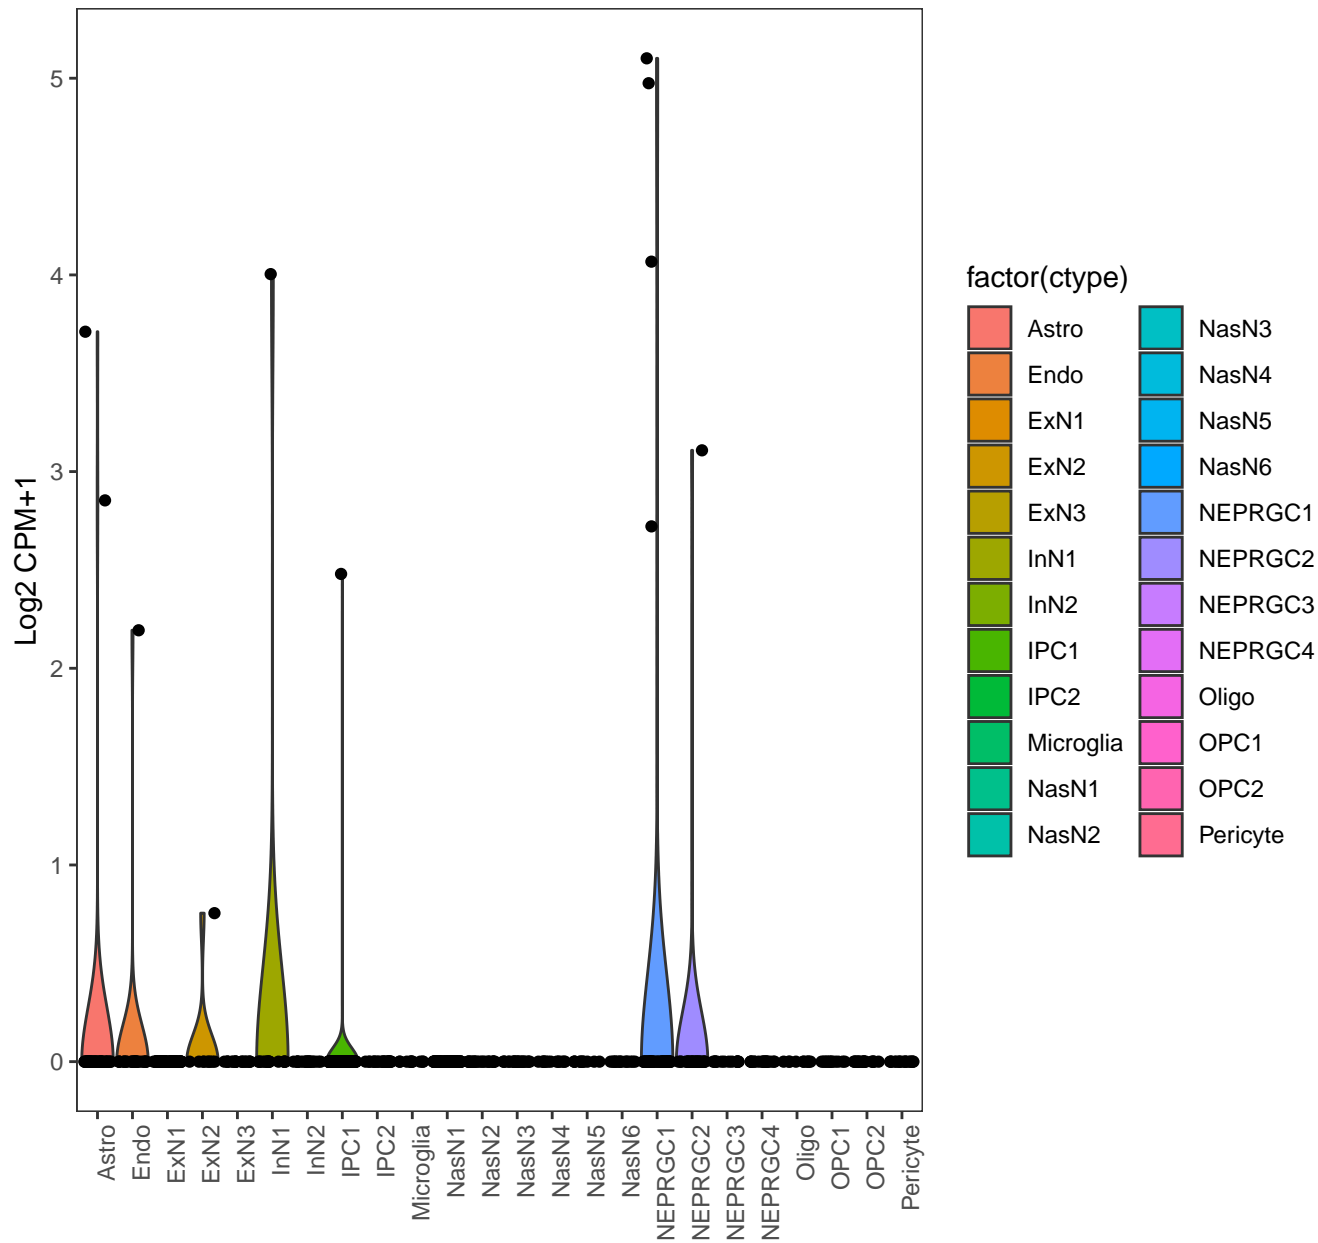 5
4
3
2
1
0
Log2 CPM+1
Astro
Endo
ExN1
ExN2
ExN3
InN1
InN2
IPC1
IPC2
Microglia
NasN1
NasN2
NasN3
NasN4
NasN5
NasN6
NEPRGC1
NEPRGC2
NEPRGC3
NEPRGC4
Oligo
OPC1
OPC2
Pericyte
factor(ctype)
Astro
Endo
ExN1
ExN2
ExN3
InN1
InN2
IPC1
IPC2
Microglia
NasN1
NasN2
NasN3
NasN4
NasN5
NasN6
NEPRGC1
NEPRGC2
NEPRGC3
NEPRGC4
Oligo
OPC1
OPC2
Pericyte